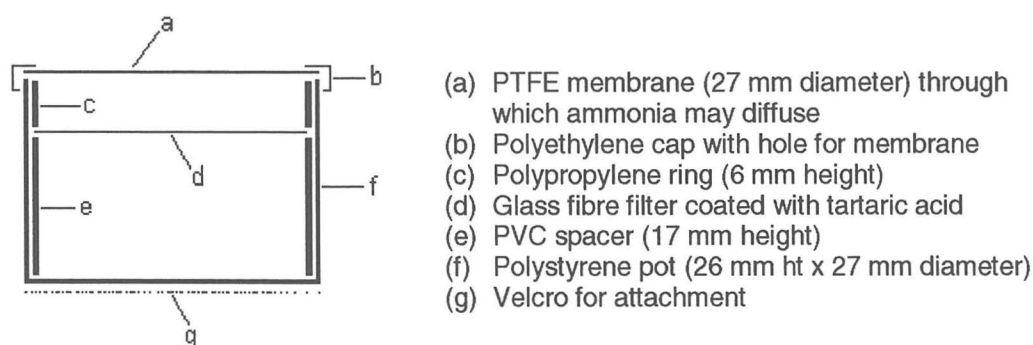 a
b
c
d
e
f
g
(a) PTFE membrane (27 mm diameter) through
which ammonia may diffuse
(b) Polyethylene cap with hole for membrane
(c) Polypropylene ring (6 mm height)
(d) Glass fibre filter coated with tartaric acid
(e) PVC spacer (17 mm height)
(f) Polystyrene pot (26 mm ht x 27 mm diameter)
(g) Velcro for attachment